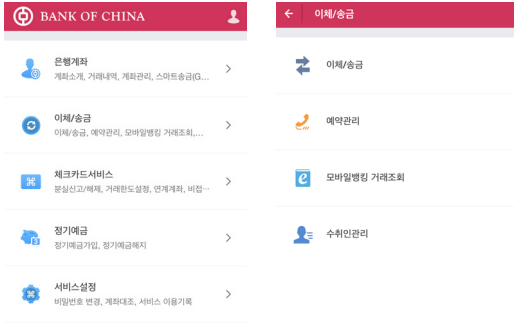 BANK OF CHINA
은행계좌
계좌소개, 거래내역, 계좌관리, 스마트송금(G...
이체/송금
이체/송금, 예약관리, 모바일뱅킹 거래조회,...
체크카드서비스
분실신고/해제, 거래한도설정, 연계계좌, 비접...
정기예금
정기예금가입, 정기예금해지
서비스설정
비밀번호 변경, 계좌대조, 서비스 이용기록
이체/송금
이체/송금
예약관리
모바일뱅킹 거래조회
수취인관리